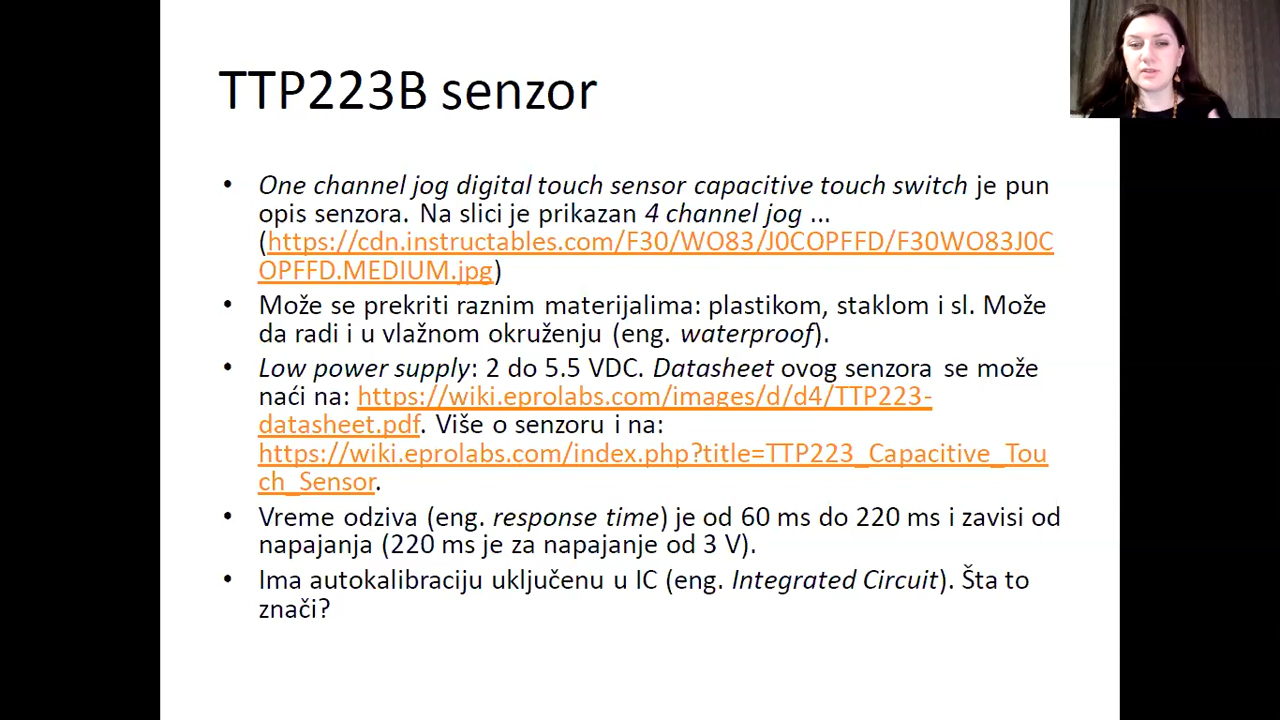 TTP223B senzor
• One channel jog digital touch sensor capacitive touch switch je pun
opis senzora. Na slici je prikazan 4 channel jog ...
(https://cdn.instructables.com/F30/WO83/J0COPFFD/F30WO83J0C
OPFFD.MEDIUM.jpg)
• Može se prekriti raznim materijalima: plastikom, staklom i sl. Može
da radi i u vlažnom okruženju (eng. waterproof).
• Low power supply: 2 do 5.5 VDC. Datasheet ovog senzora se može
naći na: https://wiki.eprolabs.com/images/d/d4/TTP223-
datasheet.pdf. Više o senzoru i na:
https://wiki.eprolabs.com/index.php?title=TTP223_Capacitive_Tou
ch_Sensor.
• Vreme odziva (eng. response time) je od 60 ms do 220 ms i zavisi od
napajanja (220 ms je za napajanje od 3 V).
• Ima autokalibraciju uključenu u IC (eng. Integrated Circuit). Šta to
znači?